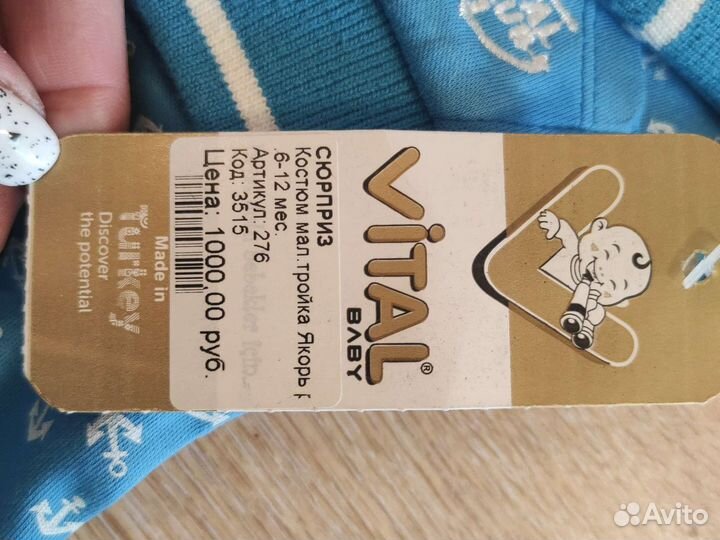 ViTAL®
BABY
СЮРПРИЗ
Костюм мал.тройка Якорь р
.6-12 мес.
Артикул: 276
Код: 3515
Цена: 1000,00 руб.
Made in
Turkey
Discover
the potential
Avito